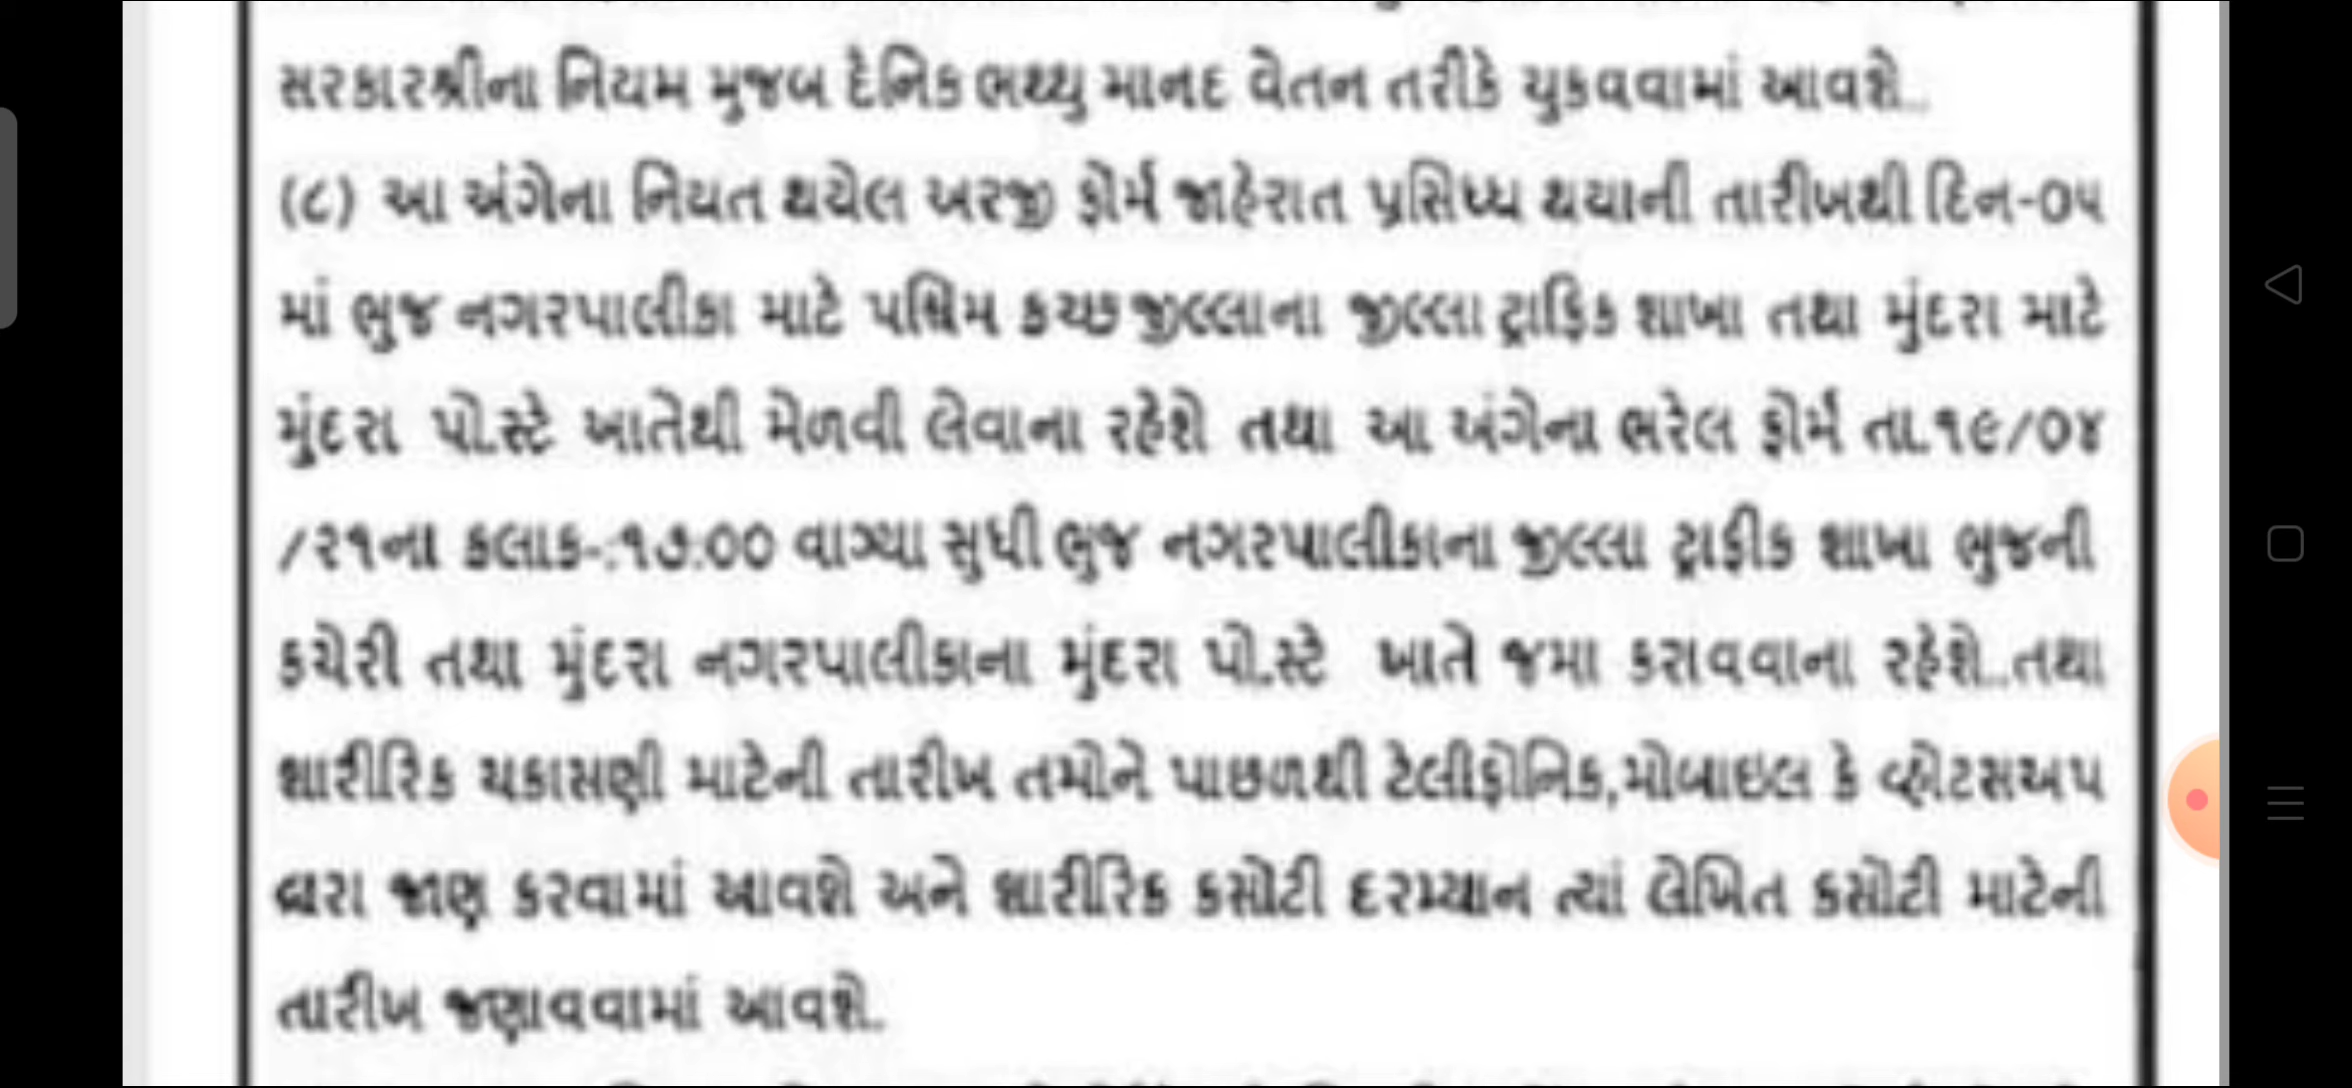 સરકારશ્રીના નિયમ મુજબ દૈનિક ભથ્થુ માનદ વેતન તરીકે ચુકવવામાં આવશે..
(૮) આ અંગેના નિયત થયેલ અરજી ફોર્મ જાહેરાત પ્રસિધ્ધ થયાની તારીખથી દિન-૦૫
માં ભુજ નગરપાલીકા માટે પશ્ચિમ કચ્છ જીલ્લાના જીલ્લા ટ્રાફિક શાખા તથા મુંદરા માટે
મુંદરા પો.સ્ટે ખાતેથી મેળવી લેવાના રહેશે તથા આ અંગેના ભરેલ ફોર્મ તા.૧૯/૦૪
/૨૧ના કલાક-:૧૭:૦૦ વાગ્યા સુધી ભુજ નગરપાલીકાના જીલ્લા ટ્રાફીક શાખા ભુજની
કચેરી તથા મુંદરા નગરપાલીકાના મુંદરા પો.સ્ટે ખાતે જમા કરાવવાના રહેશે..તથા
શારીરિક ચકાસણી માટેની તારીખ તમોને પાછળથી ટેલીફોનિક,મોબાઇલ કે વ્હોટસઅપ
દ્વારા જાણ કરવામાં આવશે અને શારીરિક કસોટી દરમ્યાન ત્યાં લેખિત કસોટી માટેની
તારીખ જણાવવામાં આવશે.